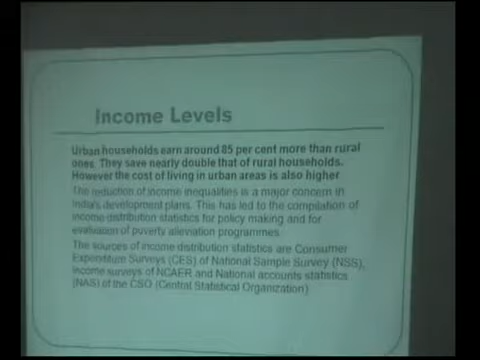 Income Levels
Urban households earn around 85 per cent more than rural
ones. They save nearly double that of rural households.
However the cost of living in urban areas is also higher
The reduction of income inequalities is a major concern in
India's development plans. This has led to the compilation of
income distribution statistics for policy making and for
evaluation of poverty alleviation programmes.
The sources of income distribution statistics are Consumer
Expenditure Surveys (CES) of National Sample Survey (NSS),
income surveys of NCAER and National accounts statistics
(NAS) of the CSO (Central Statistical Organization)